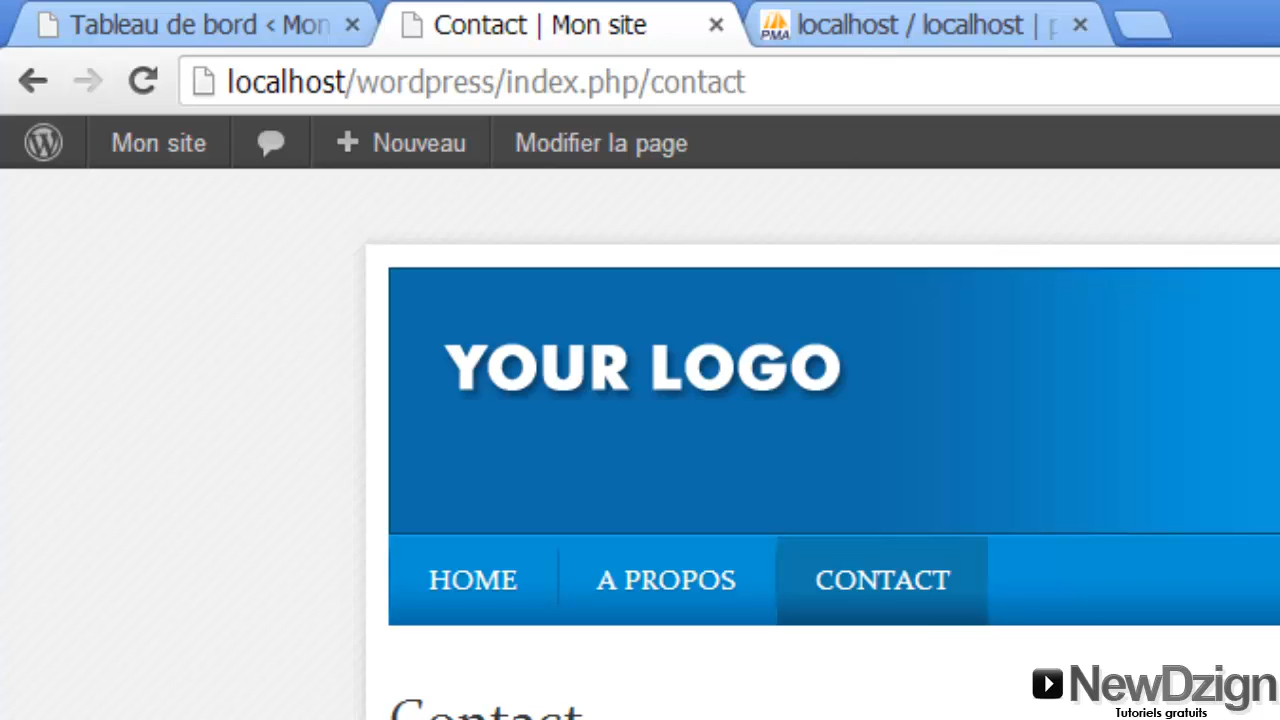 Tableau de bord ‹ Mon
Contact | Mon site
localhost / localhost |
localhost/wordpress/index.php/contact
Mon site
Nouveau
Modifier la page
YOUR LOGO
HOME
A PROPOS
CONTACT
Contact
NewDzign
Tutoriels gratuits
PMA